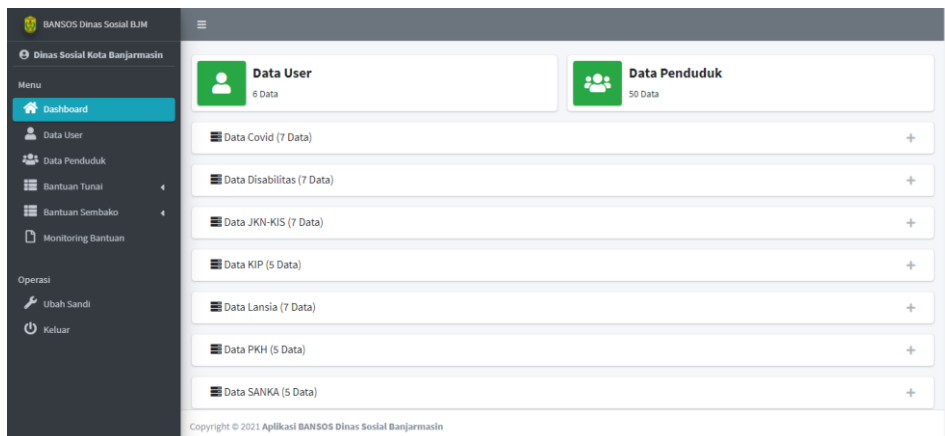 BANSOS Dinas Sosial BJM
Dinas Sosial Kota Banjarmasin
Menu
Dashboard
Data User
Data Penduduk
Bantuan Tunai
Bantuan Sembako
Monitoring Bantuan
Operasi
Ubah Sandi
Keluar
Data User
6 Data
Data Penduduk
50 Data
Data Covid (7 Data)
Data Disabilitas (7 Data)
Data JKN-KIS (7 Data)
Data KIP (5 Data)
Data Lansia (7 Data)
Data PKH (5 Data)
Data SANKA (5 Data)
Copyright © 2021 Aplikasi BANSOS Dinas Sosial Banjarmasin